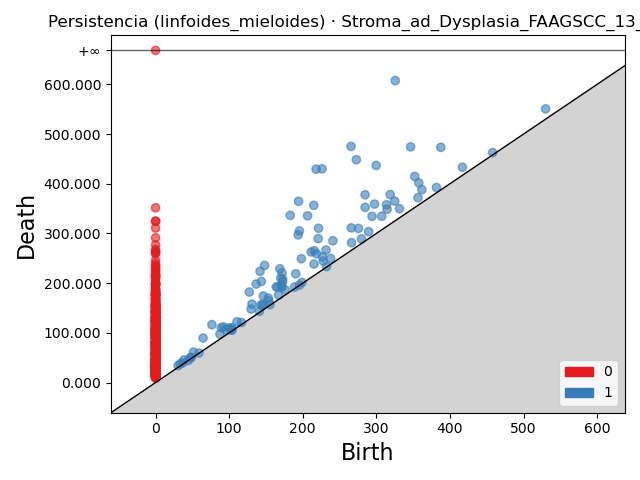 Persistencia (linfoides_mieloides) · Stroma_ad_Dysplasia_FAAGSCC_13_
+∞
600.000
500.000
400.000
300.000
200.000
100.000
0.000
Death
0
1
0 100 200 300 400 500 600
Birth